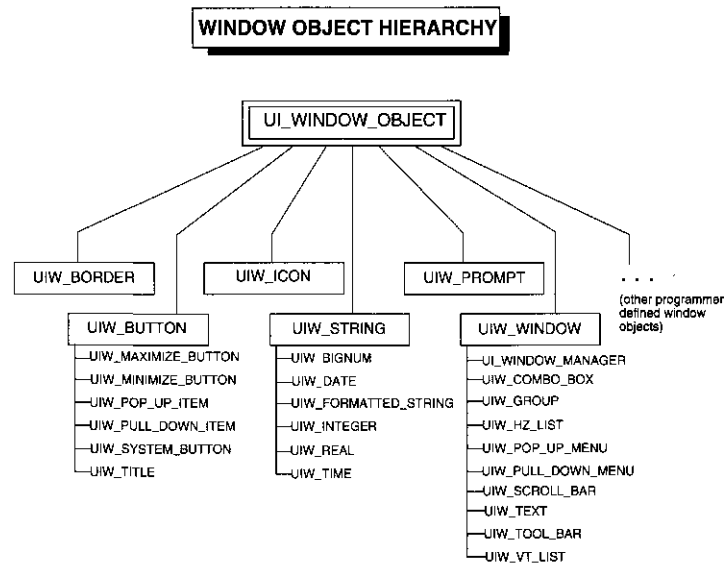 WINDOW OBJECT HIERARCHY
UI_WINDOW_OBJECT
UIW_BORDER
UIW_ICON
UIW_PROMPT
. . . .
(other programmer
defined window
objects)
UIW_BUTTON
UIW_MAXIMIZE_BUTTON
UIW_MINIMIZE_BUTTON
UIW_POP_UP_ITEM
UIW_PULL_DOWN_ITEM
UIW_SYSTEM_BUTTON
UIW_TITLE
UIW_STRING
UIW_BIGNUM
UIW_DATE
UIW_FORMATTED_STRING
UIW_INTEGER
UIW_REAL
UIW_TIME
UIW_WINDOW
UI_WINDOW_MANAGER
UIW_COMBO_BOX
UIW_GROUP
UIW_HZ_LIST
UIW_POP_UP_MENU
UIW_PULL_DOWN_MENU
UIW_SCROLL_BAR
UIW_TEXT
UIW_TOOL_BAR
UIW_VT_LIST